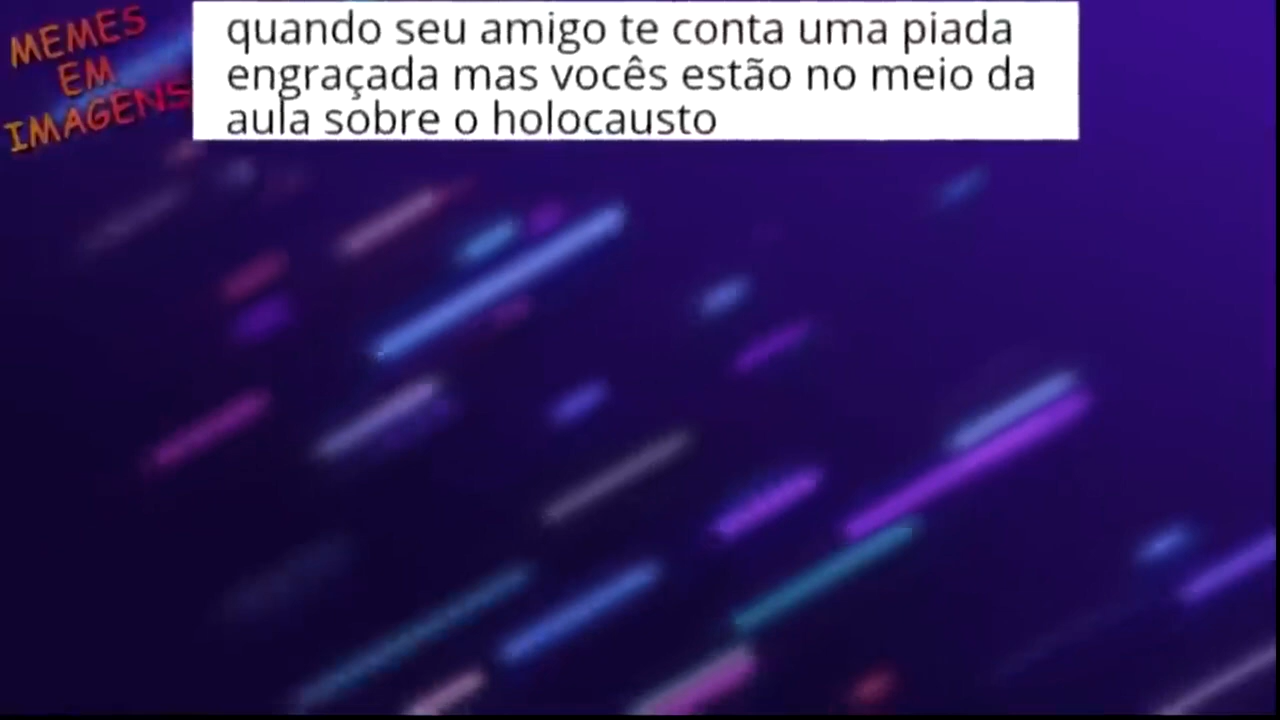 MEMES
EM
IMAGENS
quando seu amigo te conta uma piada
engraçada mas vocês estão no meio da
aula sobre o holocausto